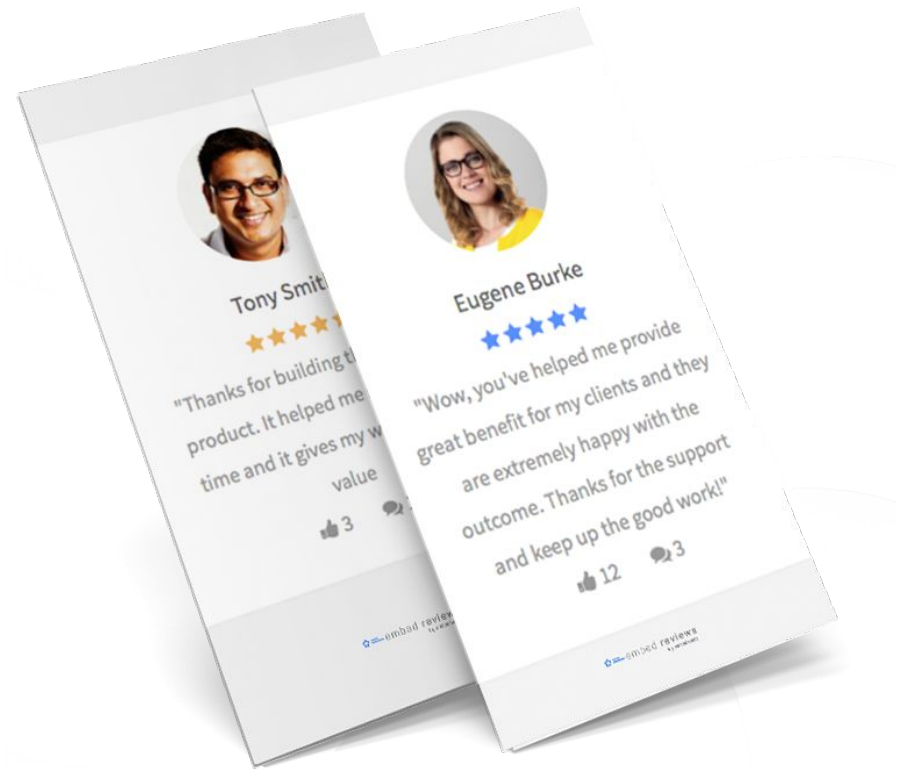 Tony Smith
"Thanks for building
product. It helped me
time and it gives my
value
3
Eugene Burke
"Wow, you've helped me provide
great benefit for my clients and they
are extremely happy with the
outcome. Thanks for the support
and keep up the good work!"
12 3
embed reviews
embed reviews